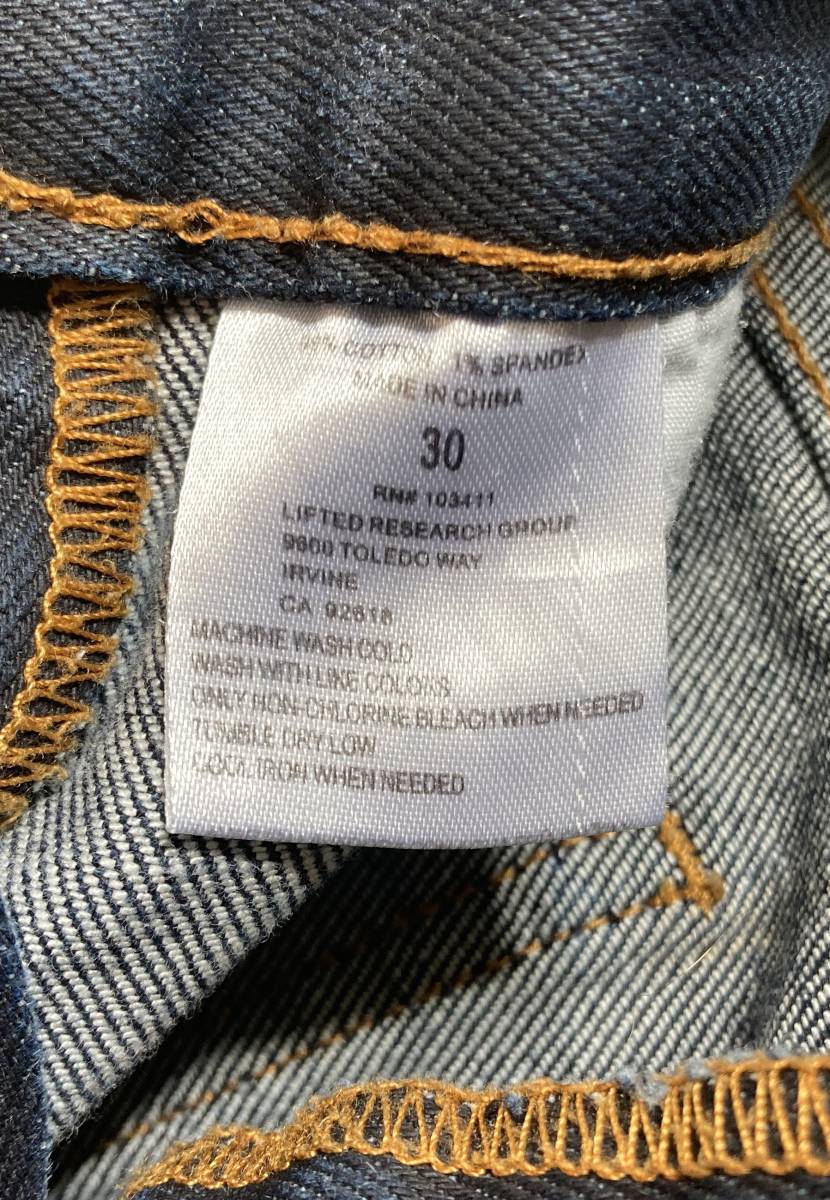 % COTTON 1% SPANDEX
MADE IN CHINA
30
RN# 103411
LIFTED RESEARCH GROUP
9600 TOLEDO WAY
IRVINE
CA 92618
MACHINE WASH COLD
WASH WITH LIKE COLORS
ONLY NON-CHLORINE BLEACH WHEN NEEDED
TUMBLE DRY LOW
COOL IRON WHEN NEEDED